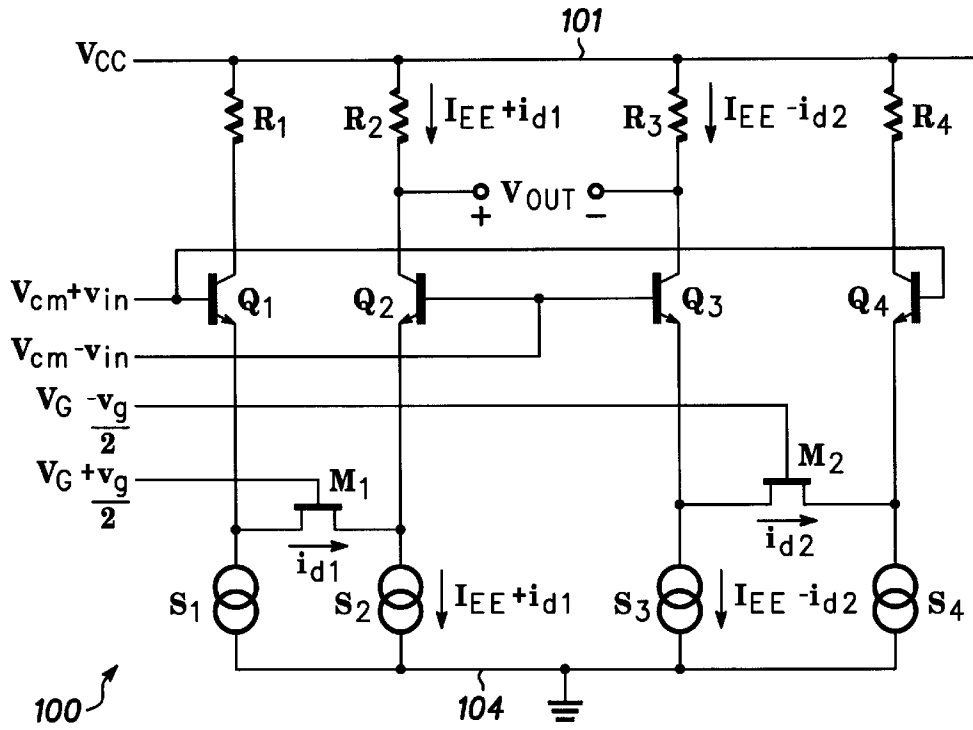 101
VCC
R1
R2
IEE +id1
R3
IEE -id2
R4
+ VOUT -
Vcm+vin
Q1
Q2
Q3
Q4
Vcm-vin
VG -vg
2
VG +vg
2
M1
M2
id1
id2
S1
S2
IEE +id1
S3
IEE -id2
S4
100
104